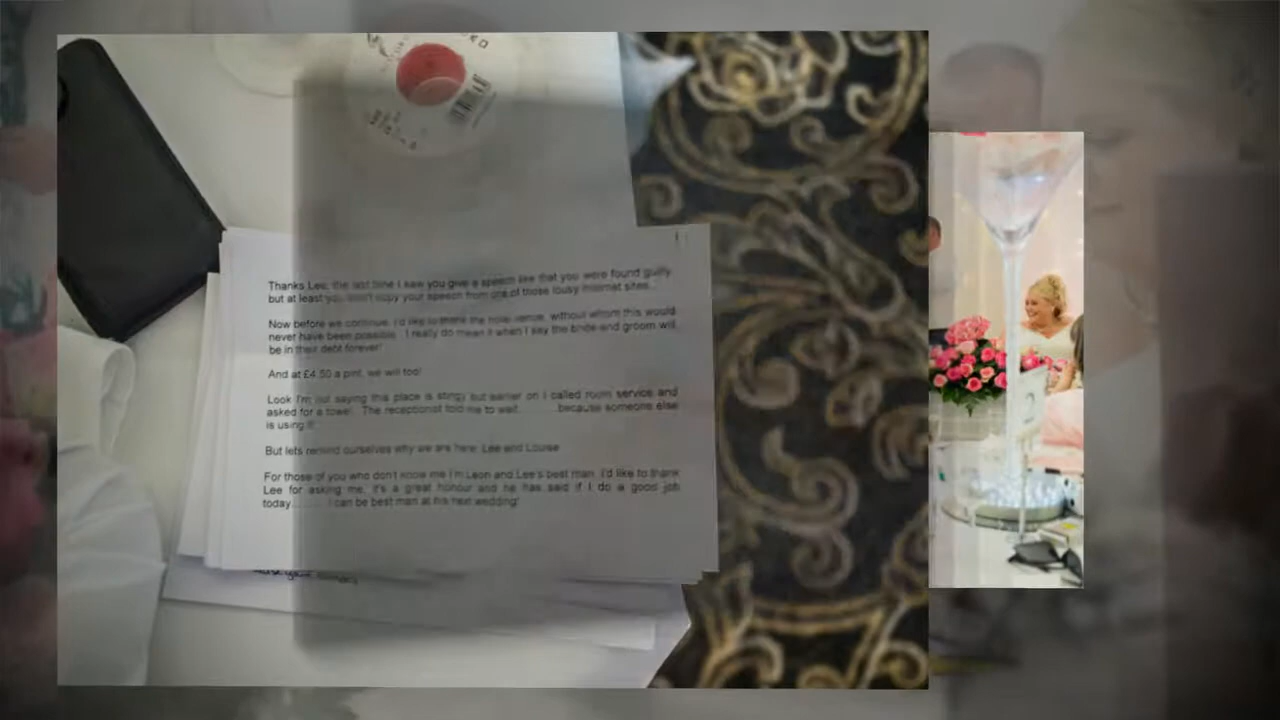 Thanks Lee, the last time I saw you give a speech like that you were found guilty
but at least you didn't copy your speech from one of those lousy internet sites...
Now before we continue, I'd like to thank the hotel venue, without whom this would
never have been possible. I really do mean it when I say the bride and groom will
be in their debt forever!
And at £4.50 a pint, we will too!
Look I'm not saying this place is stingy but earlier on I called room service and
asked for a towel. The receptionist told me to wait......... because someone else
is using it!
But lets remind ourselves why we are here: Lee and Louise
For those of you who don't know me I'm Leon and Lee's best man. I'd like to thank
Lee for asking me, it's a great honour and he has said if I do a good job
today........ I can be best man at his next wedding!